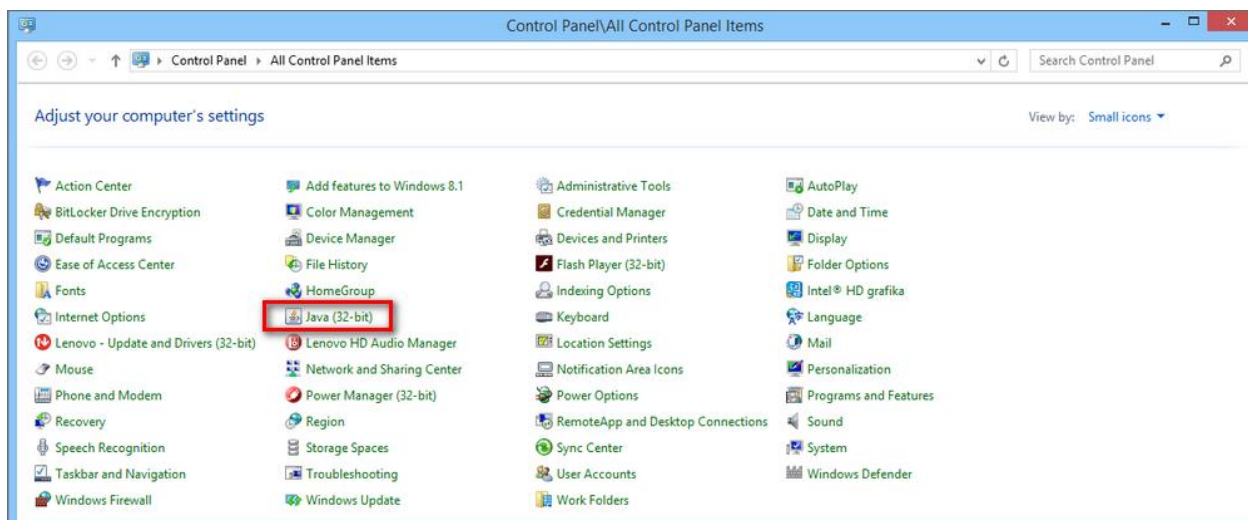 Control Panel\All Control Panel Items
Control Panel All Control Panel Items
Search Control Panel
Adjust your computer's settings
View by: Small icons
Action Center
Add features to Windows 8.1
Administrative Tools
AutoPlay
BitLocker Drive Encryption
Color Management
Credential Manager
Date and Time
Default Programs
Device Manager
Devices and Printers
Display
Ease of Access Center
File History
Flash Player (32-bit)
Folder Options
Fonts
HomeGroup
Indexing Options
Intel® HD grafika
Internet Options
Java (32-bit)
Keyboard
Language
Lenovo - Update and Drivers (32-bit)
Lenovo HD Audio Manager
Location Settings
Mail
Mouse
Network and Sharing Center
Notification Area Icons
Personalization
Phone and Modem
Power Manager (32-bit)
Power Options
Programs and Features
Recovery
Region
RemoteApp and Desktop Connections
Sound
Speech Recognition
Storage Spaces
Sync Center
System
Taskbar and Navigation
Troubleshooting
User Accounts
Windows Defender
Windows Firewall
Windows Update
Work Folders